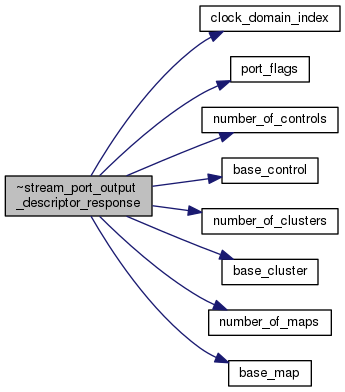 clock_domain_index
port_flags
number_of_controls
base_control
~stream_port_output
_descriptor_response
number_of_clusters
base_cluster
number_of_maps
base_map